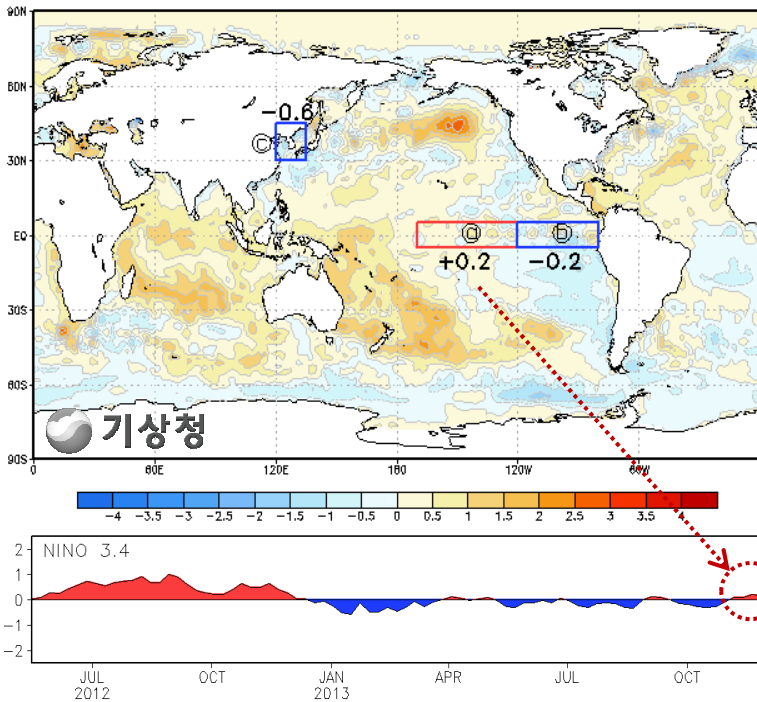 90N
60N
30N
EQ
30S
60S
90S
-0.6
ⓒ
ⓐ
ⓑ
+0.2
-0.2
기상청
0
60E
120E
180
120W
60W
-4 -3.5 -3 -2.5 -2 -1.5 -1 -0.5 0 0.5 1 1.5 2 2.5 3 3.5 4
NINO 3.4
2
1
0
-1
-2
JUL OCT JAN APR JUL OCT
2012 2013